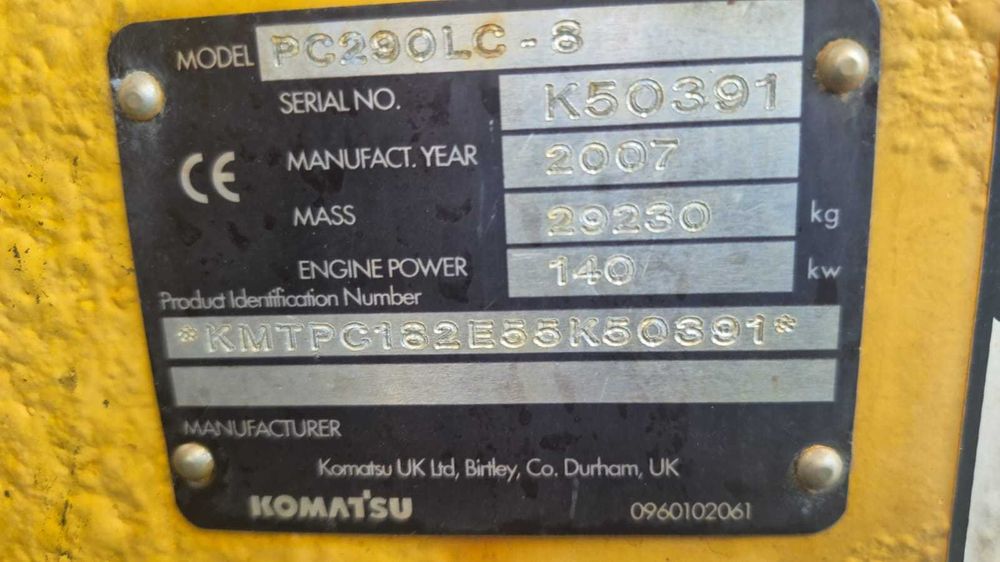 MODEL PC290LC-8
SERIAL NO. K50391
CE
MANUFACT. YEAR 2007
MASS 29230 kg
ENGINE POWER 140 kw
Product Identification Number
*KMTPC182E55K50391*
MANUFACTURER
Komatsu UK Ltd, Birtley, Co. Durham, UK
KOMATSU 0960102061